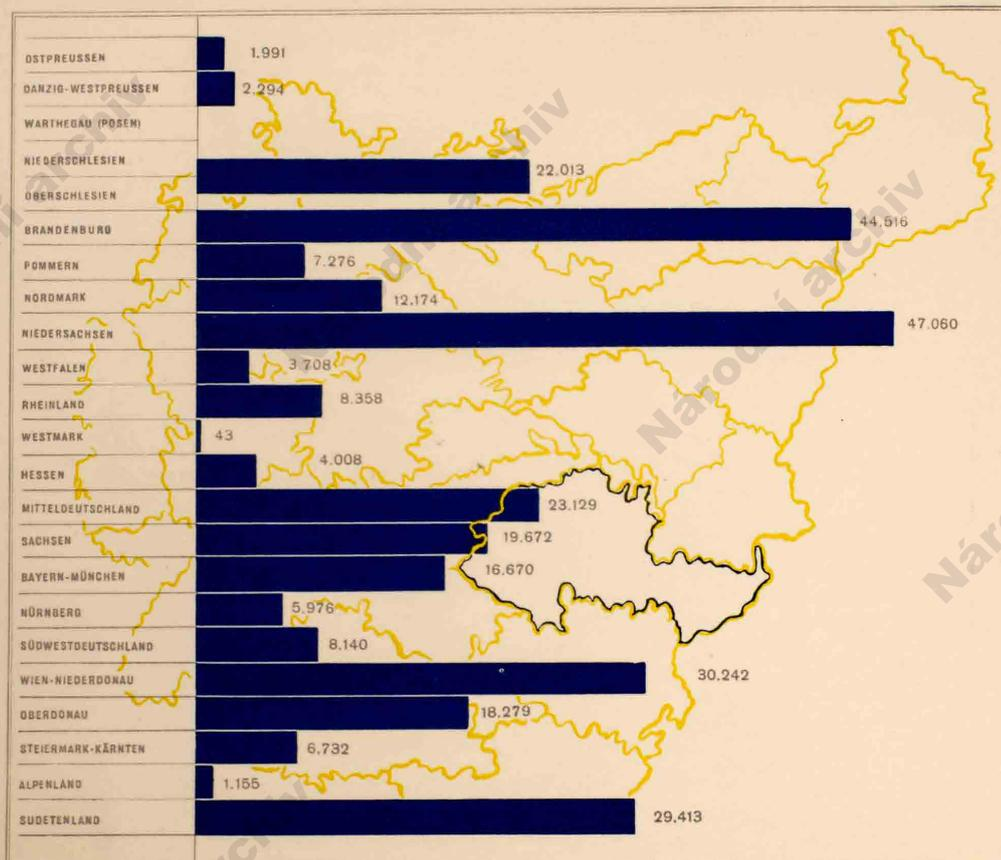 OSTPREUSSEN 1.991
DANZIG-WESTPREUSSEN 2.294
WARTHEGAU (POSEN)
NIEDERSCHLESIEN 22.013
OBERSCHLESIEN
BRANDENBURG 44.516
POMMERN 7.276
NORDMARK 12.174
NIEDERSACHSEN 47.060
WESTFALEN 3.708
RHEINLAND 8.358
WESTMARK 43
HESSEN 4.008
MITTELDEUTSCHLAND 23.129
SACHSEN 19.672
BAYERN-MÜNCHEN 16.670
NÜRNBERG 5.976
SÜDWESTDEUTSCHLAND 8.140
WIEN-NIEDERDONAU 30.242
OBERDONAU 18.279
STEIERMARK-KÄRNTEN 6.732
ALPENLAND 1.155
SUDETENLAND 29.413
Národní archiv